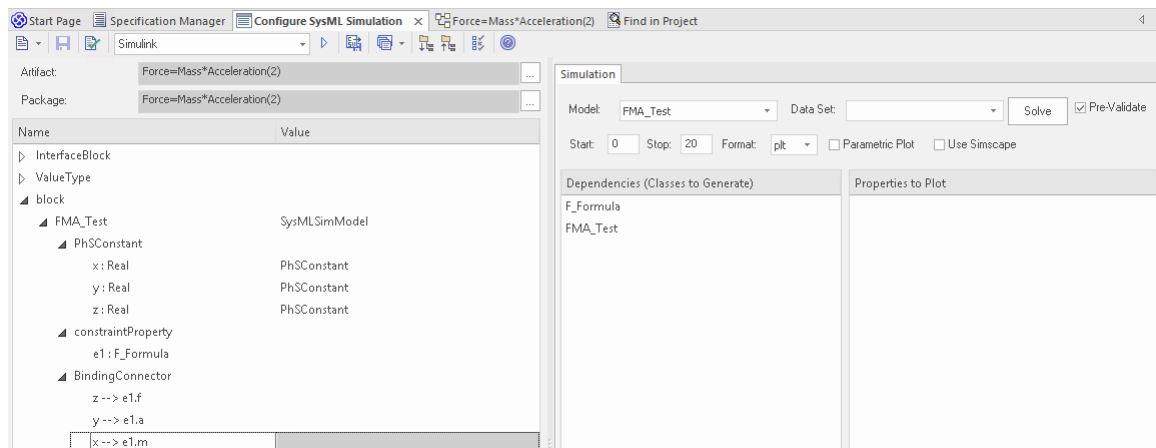 Start Page Specification Manager Configure SysML Simulation × Force=Mass*Acceleration(2) Find in Project
Simulink
Artifact: Force=Mass*Acceleration(2) ...
Package: Force=Mass*Acceleration(2) ...
Name Value
InterfaceBlock
ValueType
block
FMA_Test SysMLSimModel
PhSConstant
x : Real PhSConstant
y : Real PhSConstant
z : Real PhSConstant
constraintProperty
e1 : F_Formula
BindingConnector
z --> e1.f
y --> e1.a
x --> e1.m
Simulation
Model: FMA_Test Data Set: Solve Pre-Validate
Start: 0 Stop: 20 Format: plt Parametric Plot Use Simscape
Dependencies (Classes to Generate) Properties to Plot
F_Formula
FMA_Test